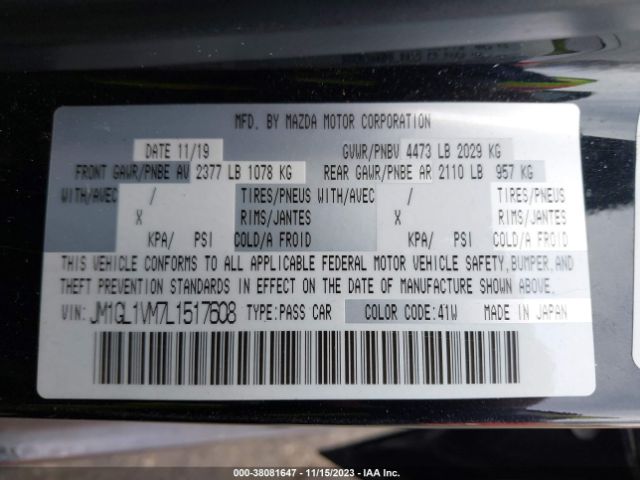 MFD. BY MAZDA MOTOR CORPORATION
DATE 11/19 GVWR/PNBV 4473 LB 2029 KG
FRONT GAWR/PNBE AV 2377 LB 1078 KG REAR GAWR/PNBE AR 2110 LB 957 KG
WITH/AVEC / TIRES/PNEUS WITH/AVEC / TIRES/PNEUS
X RIMS/JANTES X RIMS/JANTES
KPA/ PSI COLD/A FROID KPA/ PSI COLD/A FROID
THIS VEHICLE CONFORMS TO ALL APPLICABLE FEDERAL MOTOR VEHICLE SAFETY, BUMPER, AND
THEFT PREVENTION STANDARDS IN EFFECT ON THE DATE OF MANUFACTURE SHOWN ABOVE.
VIN: JM1GL1VM7L1517608 TYPE: PASS CAR COLOR CODE: 41W MADE IN JAPAN
000-38081647 - 11/15/2023 - IAA Inc.